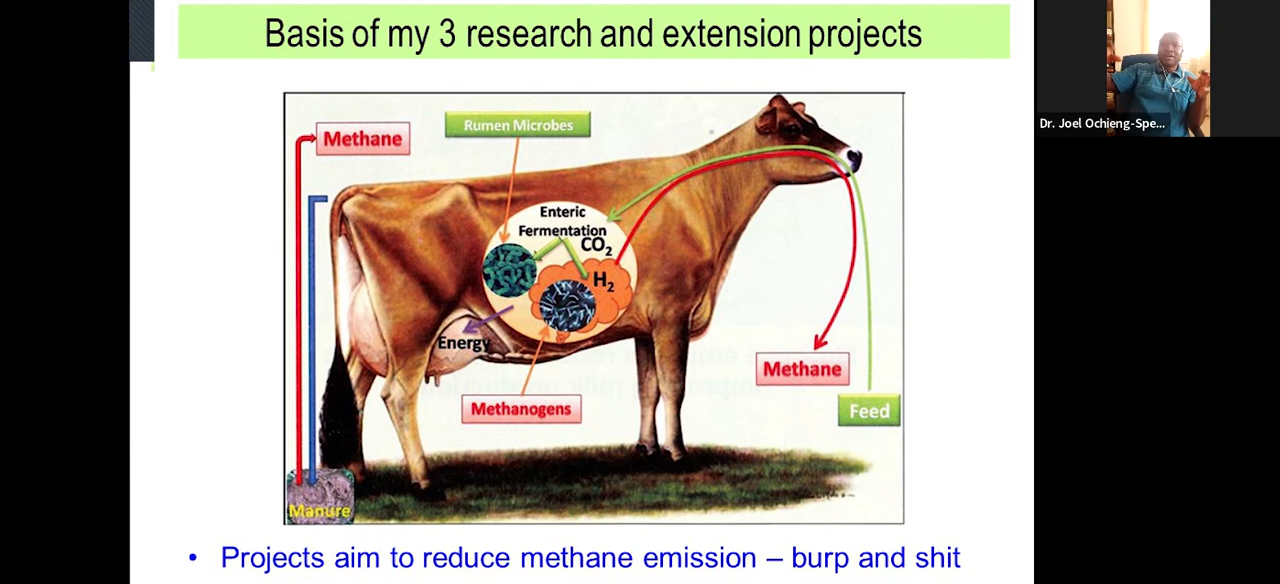 Basis of my 3 research and extension projects
Dr. Joel Ochieng-Spe...
Methane
Rumen Microbes
Enteric
Fermentation
CO2
H2
Energy
Methane
Methanogens
Feed
Manure
• Projects aim to reduce methane emission – burp and shit